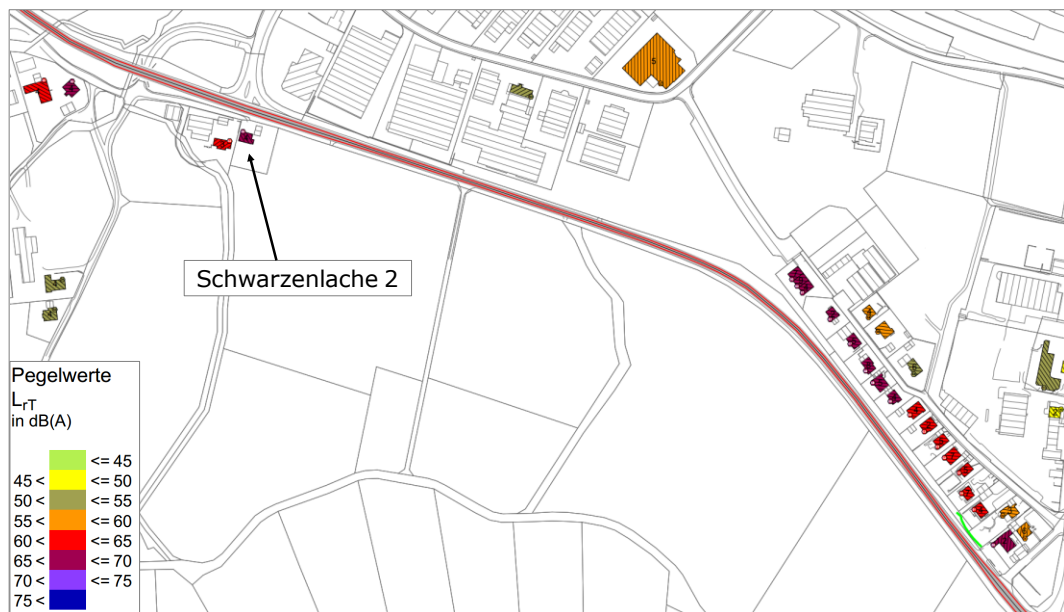 5
Schwarzenlache 2
Pegelwerte
LrT
in dB(A)
<= 45
45 < <= 50
50 < <= 55
55 < <= 60
60 < <= 65
65 < <= 70
70 < <= 75
75 <